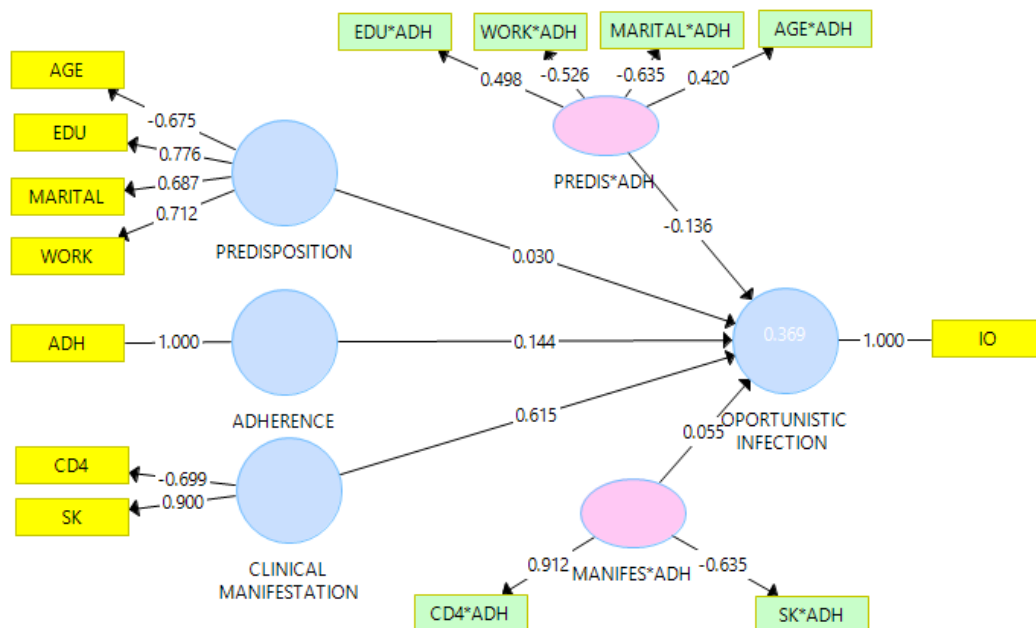 EDU*ADH
WORK*ADH
MARITAL*ADH
AGE*ADH
0.498
-0.526
-0.635
0.420
PREDIS*ADH
-0.136
AGE
EDU
MARITAL
WORK
-0.675
0.776
0.687
0.712
PREDISPOSITION
0.030
ADH
1.000
ADHERENCE
0.144
0.369
1.000
IO
OPORTUNISTIC
INFECTION
CD4
SK
-0.699
0.900
CLINICAL
MANIFESTATION
0.615
0.055
MANIFES*ADH
0.912
-0.635
CD4*ADH
SK*ADH